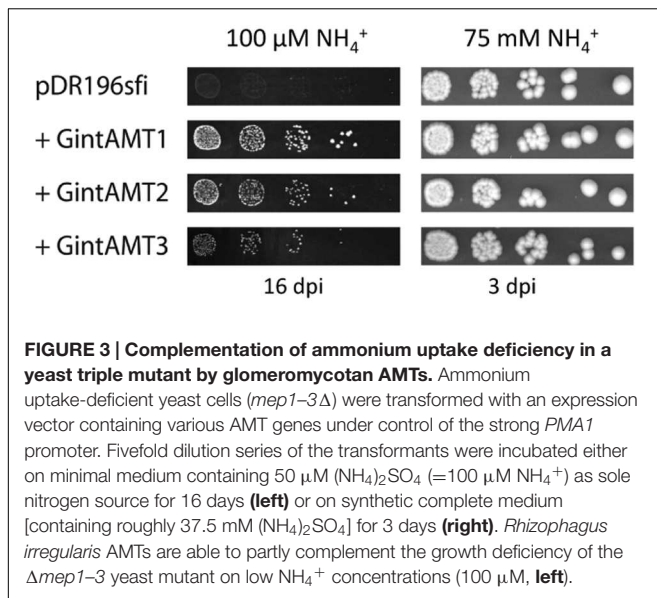 100 µM NH₄⁺ 75 mM NH₄⁺
pDR196sfi
+ GintAMT1
+ GintAMT2
+ GintAMT3
16 dpi 3 dpi
FIGURE 3 | Complementation of ammonium uptake deficiency in a
yeast triple mutant by glomeromycotan AMTs. Ammonium
uptake-deficient yeast cells (mep1–3Δ) were transformed with an expression
vector containing various AMT genes under control of the strong PMA1
promoter. Fivefold dilution series of the transformants were incubated either
on minimal medium containing 50 µM (NH4)2SO4 (=100 µM NH4+) as sole
nitrogen source for 16 days (left) or on synthetic complete medium
[containing roughly 37.5 mM (NH4)2SO4] for 3 days (right). Rhizophagus
irregularis AMTs are able to partly complement the growth deficiency of the
Δmep1–3 yeast mutant on low NH4+ concentrations (100 µM, left).